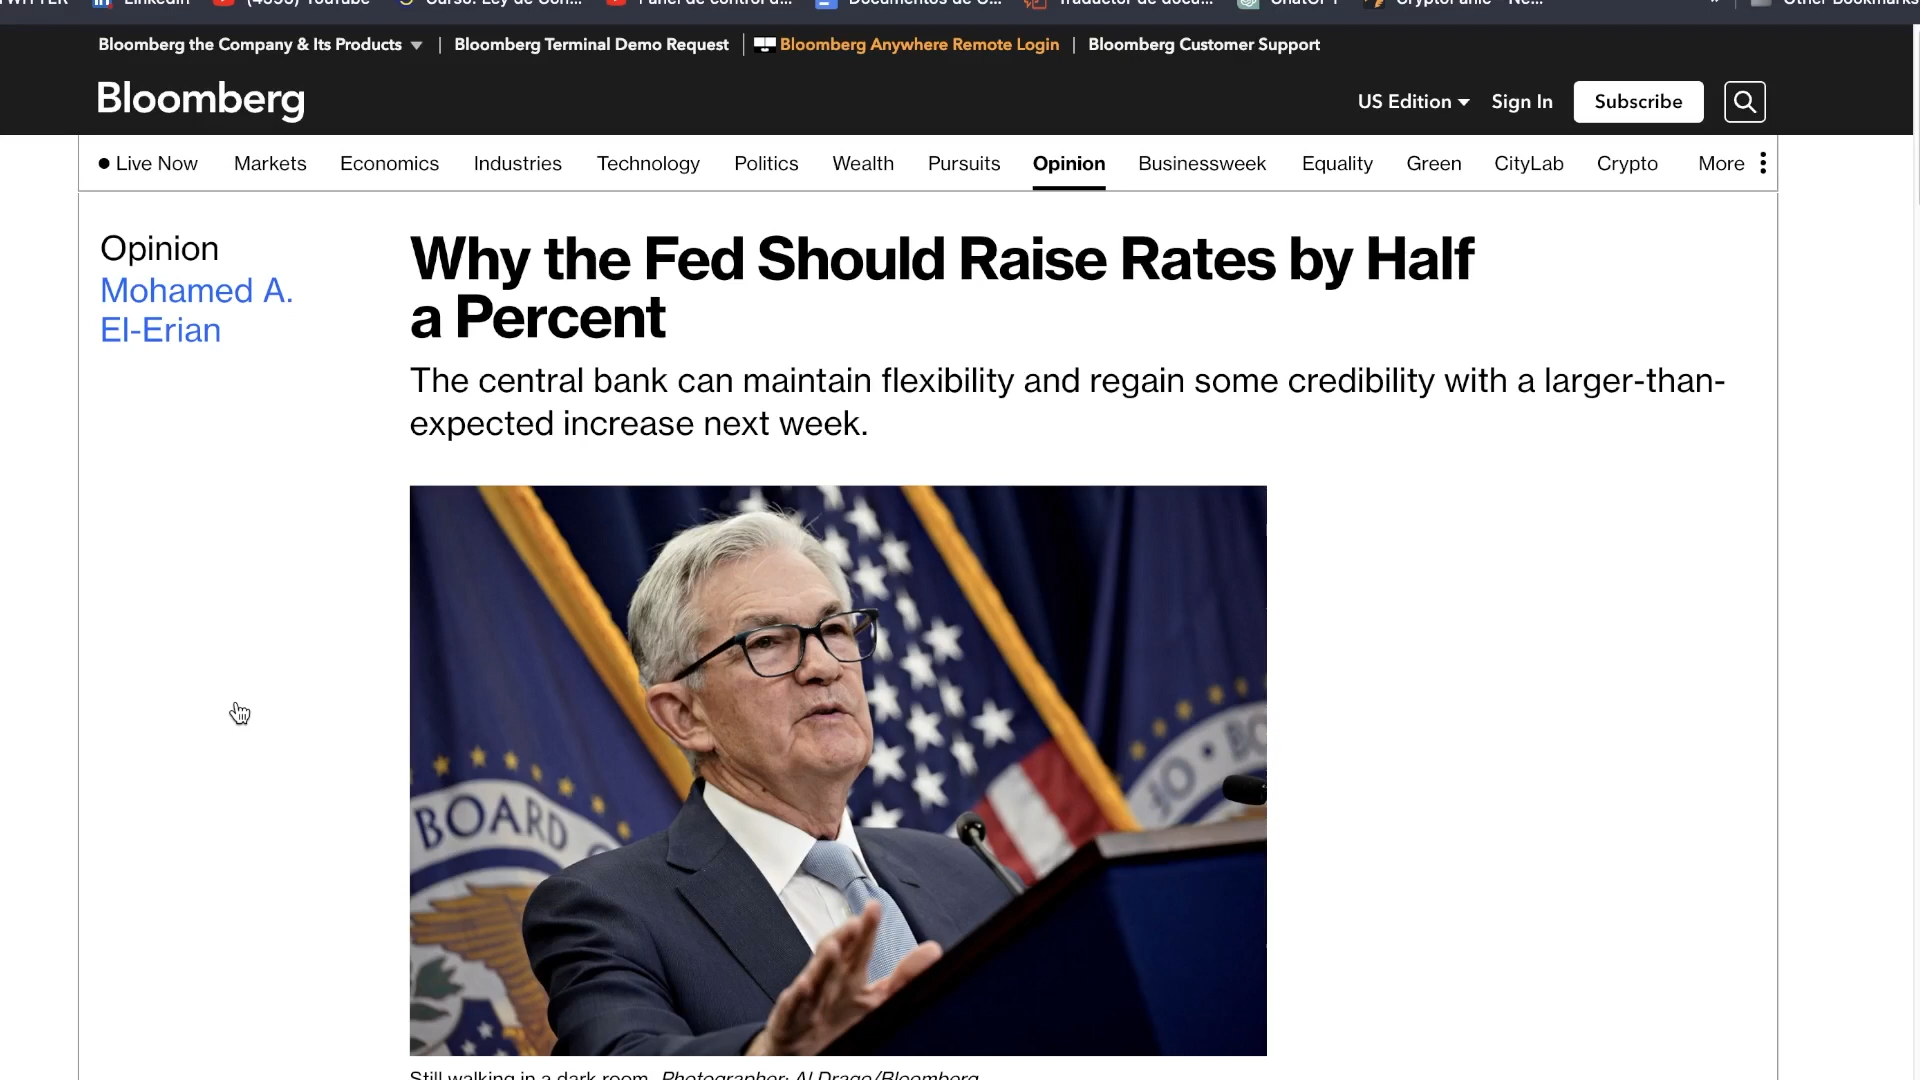 Bloomberg the Company & Its Products | Bloomberg Terminal Demo Request | Bloomberg Anywhere Remote Login | Bloomberg Customer Support
Bloomberg
US Edition Sign In Subscribe
Live Now Markets Economics Industries Technology Politics Wealth Pursuits Opinion Businessweek Equality Green CityLab Crypto More
Opinion
Mohamed A.
El-Erian
Why the Fed Should Raise Rates by Half
a Percent
The central bank can maintain flexibility and regain some credibility with a larger-than-
expected increase next week.
BOARD
OF
BO
Still walking in a dark room. Photographer: Al Drago/Bloomberg